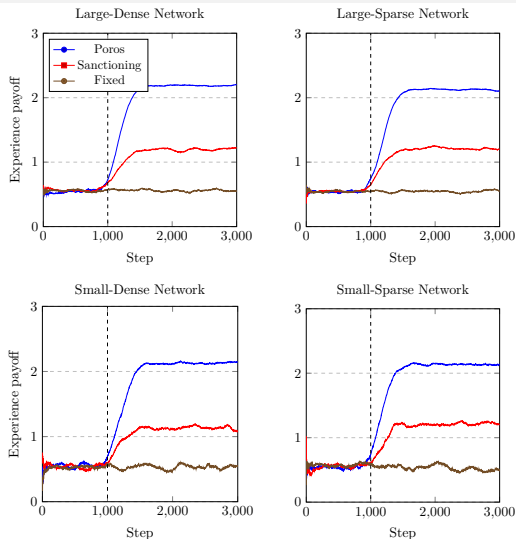 Large-Dense Network
Large-Sparse Network
3
2
1
0
Experience payoff
Poros
Sanctioning
Fixed
0
1,000
2,000
3,000
Step
3
2
1
0
0
1,000
2,000
3,000
Step
Small-Dense Network
Small-Sparse Network
3
2
1
0
Experience payoff
0
1,000
2,000
3,000
Step
3
2
1
0
0
1,000
2,000
3,000
Step